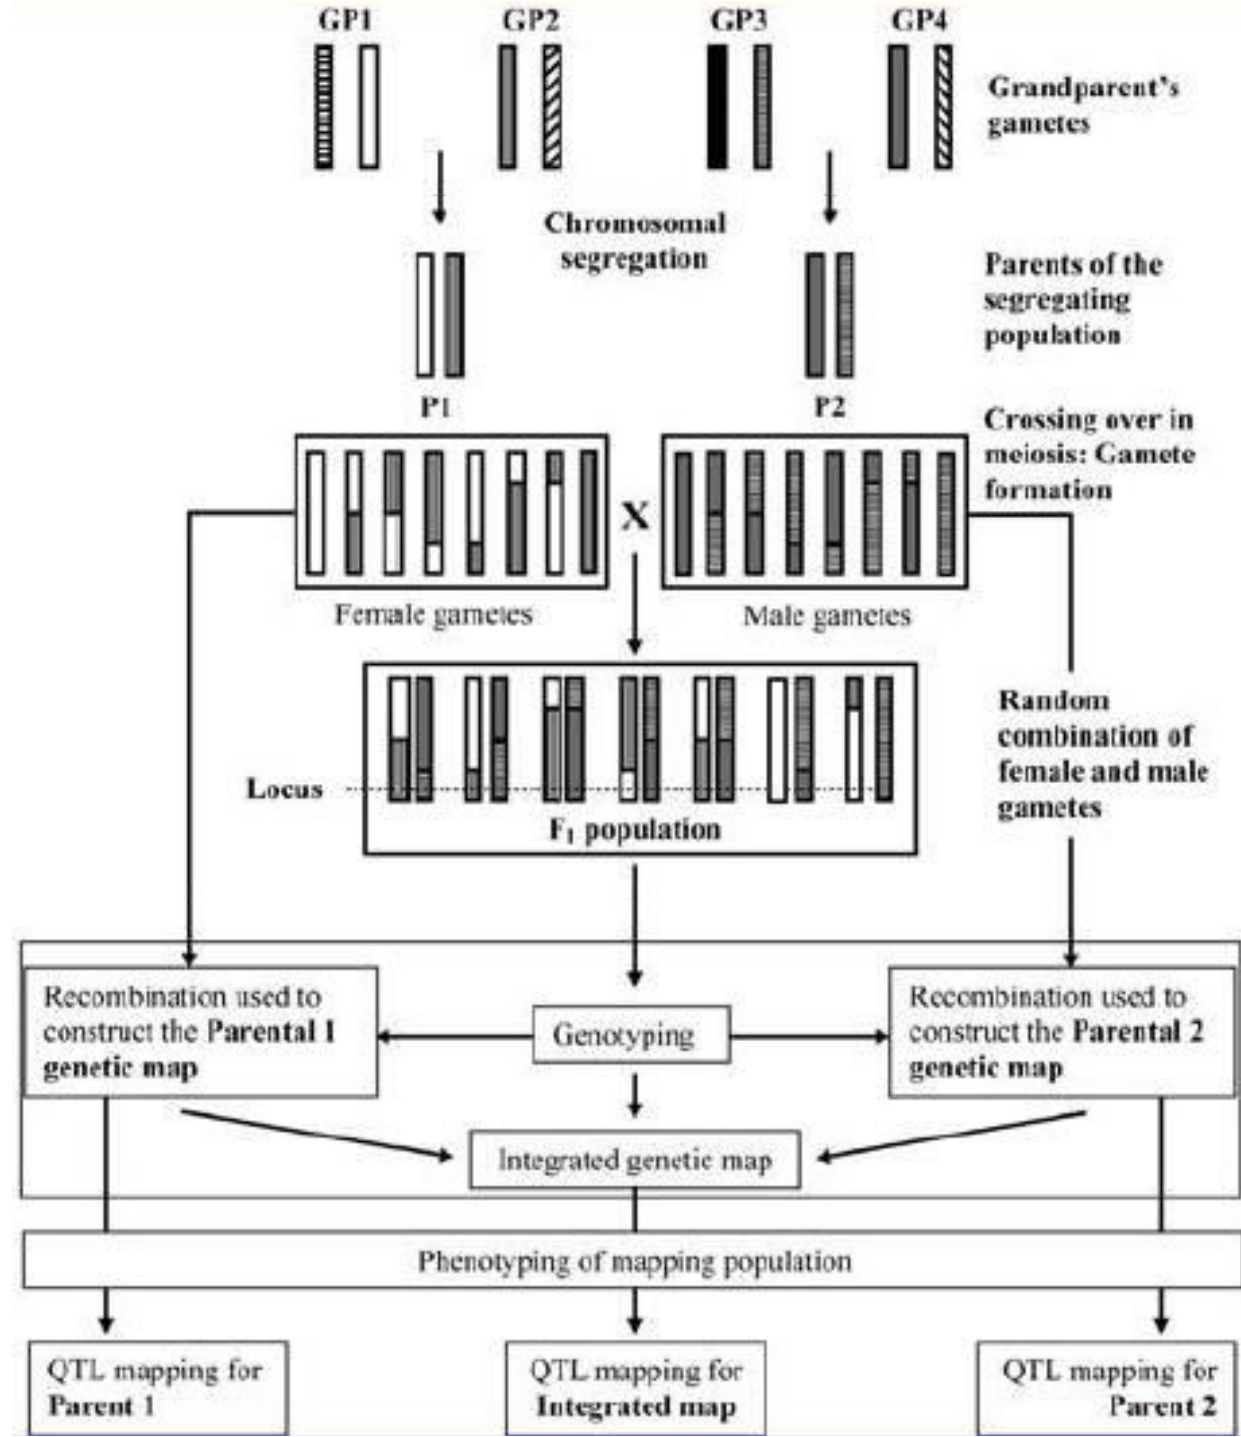 GP1 GP2 GP3 GP4
Grandparent's
gametes
Chromosomal
segregation
Parents of the
segregating
population
P1 P2
Crossing over in
meiosis: Gamete
formation
X
Female gametes
Male gametes
Random
combination of
female and male
gametes
Locus
F₁ population
Recombination used to
construct the Parental 1
genetic map
Genotyping
Recombination used to
construct the Parental 2
genetic map
Integrated genetic map
Phenotyping of mapping population
QTL mapping for
Parent 1
QTL mapping for
Integrated map
QTL mapping for
Parent 2